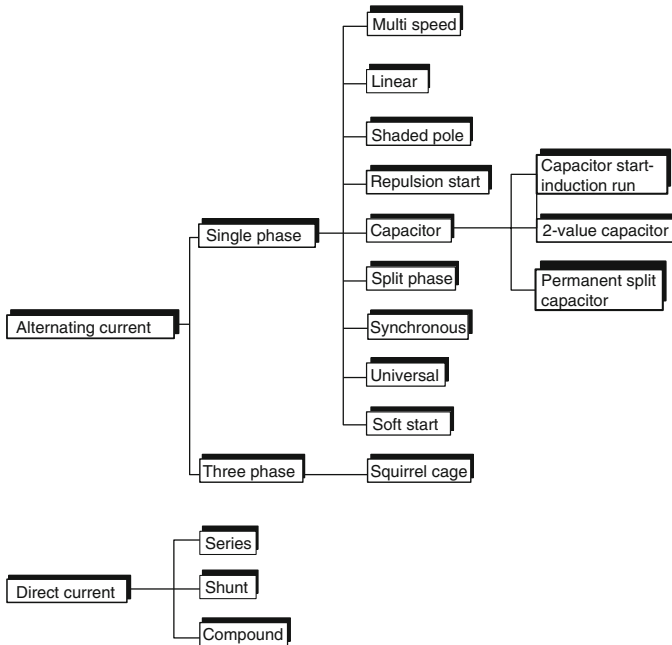 Multi speed
Linear
Shaded pole
Repulsion start
Capacitor start-
induction run
Single phase
Capacitor
2-value capacitor
Split phase
Permanent split
capacitor
Alternating current
Synchronous
Universal
Soft start
Three phase
Squirrel cage
Series
Direct current
Shunt
Compound